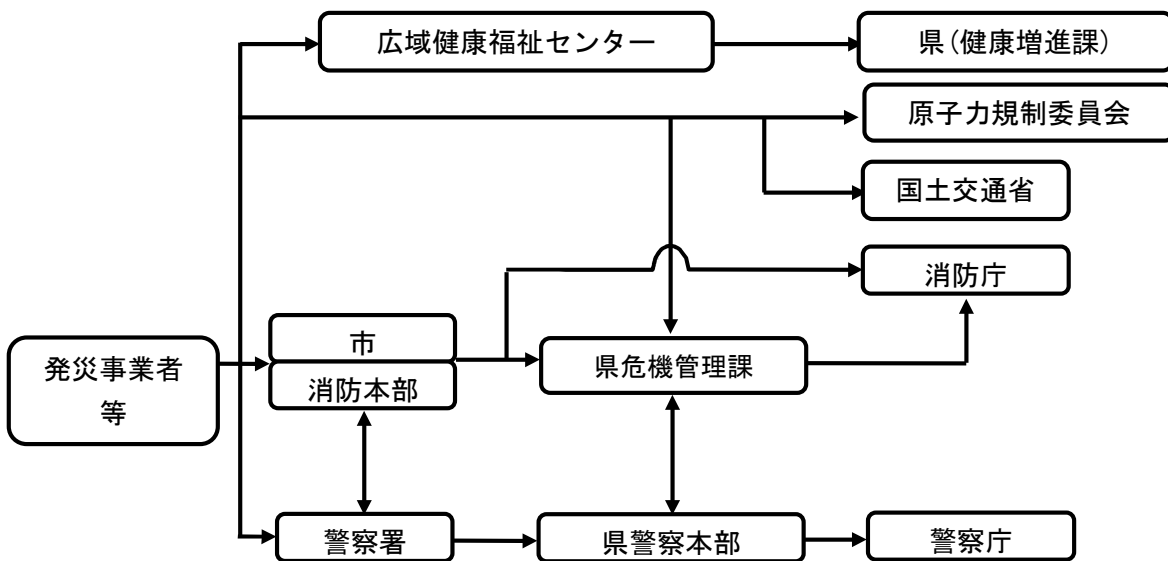 広域健康福祉センター
県(健康増進課)
原子力規制委員会
国土交通省
消防庁
市
消防本部
発災事業者
等
県危機管理課
警察署
県警察本部
警察庁